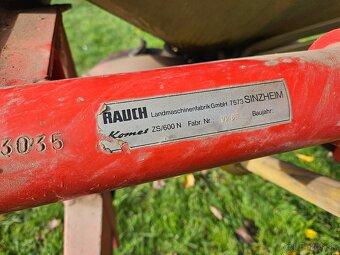 RAUCH Landmaschinenfabrik GmbH 7573 SINZHEIM
Komet ZS/600 N Fabr. Nr. Baujahr:
3035